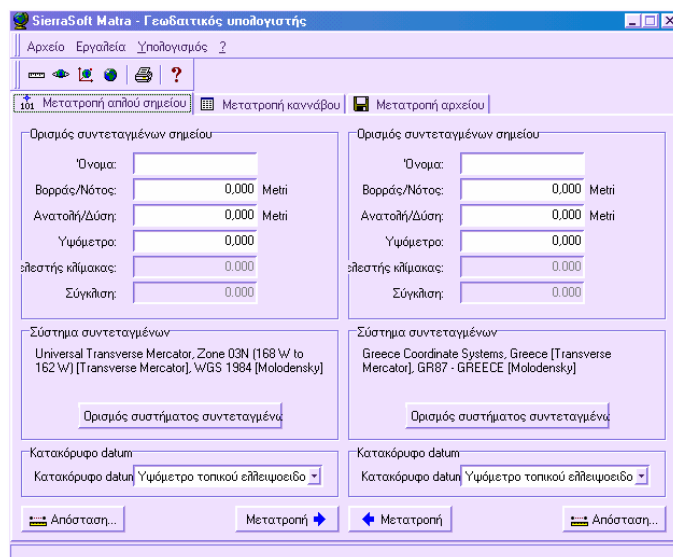 SierraSoft Matra - Γεωδαιτικός υπολογιστής
Αρχείο Εργαλεία Υπολογισμός ?
Μετατροπή απλού σημείου Μετατροπή καννάβου Μετατροπή αρχείου
Ορισμός συντεταγμένων σημείου
Όνομα:
Βορράς/Νότος: 0,000 Metri
Ανατολή/Δύση: 0,000 Metri
Υψόμετρο: 0,000
ελεστής κλίμακας: 0.000
Σύγκλιση: 0.000
Σύστημα συντεταγμένων
Universal Transverse Mercator, Zone 03N (168 W to
162 W) [Transverse Mercator], WGS 1984 [Molodensky]
Ορισμός συστήματος συντεταγμένω
Κατακόρυφο datum
Κατακόρυφο datum Υψόμετρο τοπικού ελλειψοειδο
Απόσταση... Μετατροπή
Ορισμός συντεταγμένων σημείου
Όνομα:
Βορράς/Νότος: 0,000 Metri
Ανατολή/Δύση: 0,000 Metri
Υψόμετρο: 0,000
ελεστής κλίμακας: 0.000
Σύγκλιση: 0.000
Σύστημα συντεταγμένων
Greece Coordinate Systems, Greece [Transverse
Mercator], GR87 - GREECE [Molodensky]
Ορισμός συστήματος συντεταγμένω
Κατακόρυφο datum
Κατακόρυφο datum Υψόμετρο τοπικού ελλειψοειδο
Μετατροπή Απόσταση...